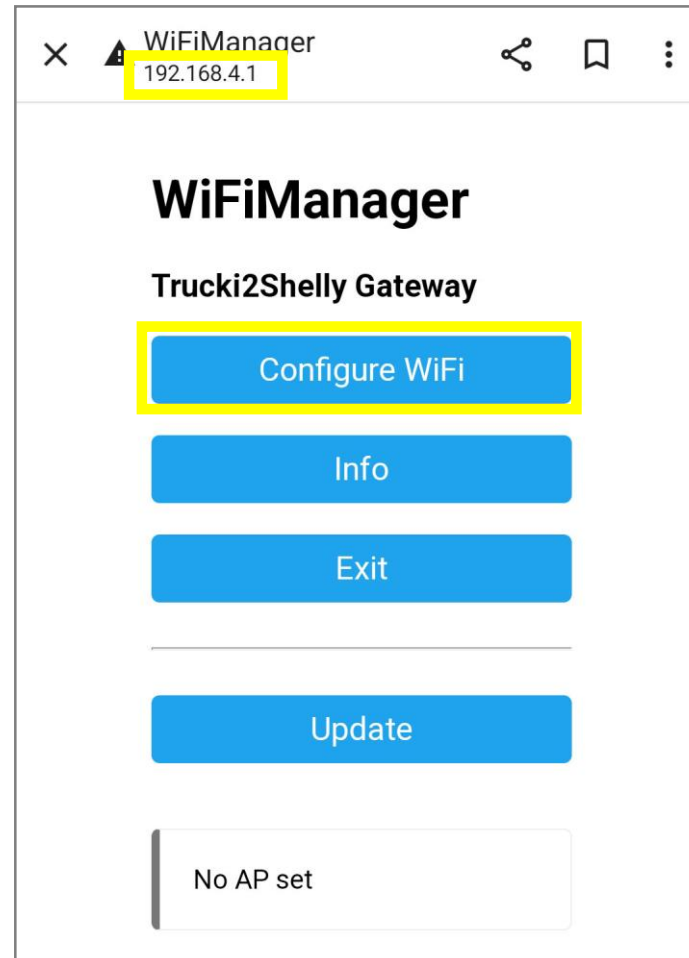 WiFiManager
192.168.4.1
WiFiManager
Trucki2Shelly Gateway
Configure WiFi
Info
Exit
Update
No AP set